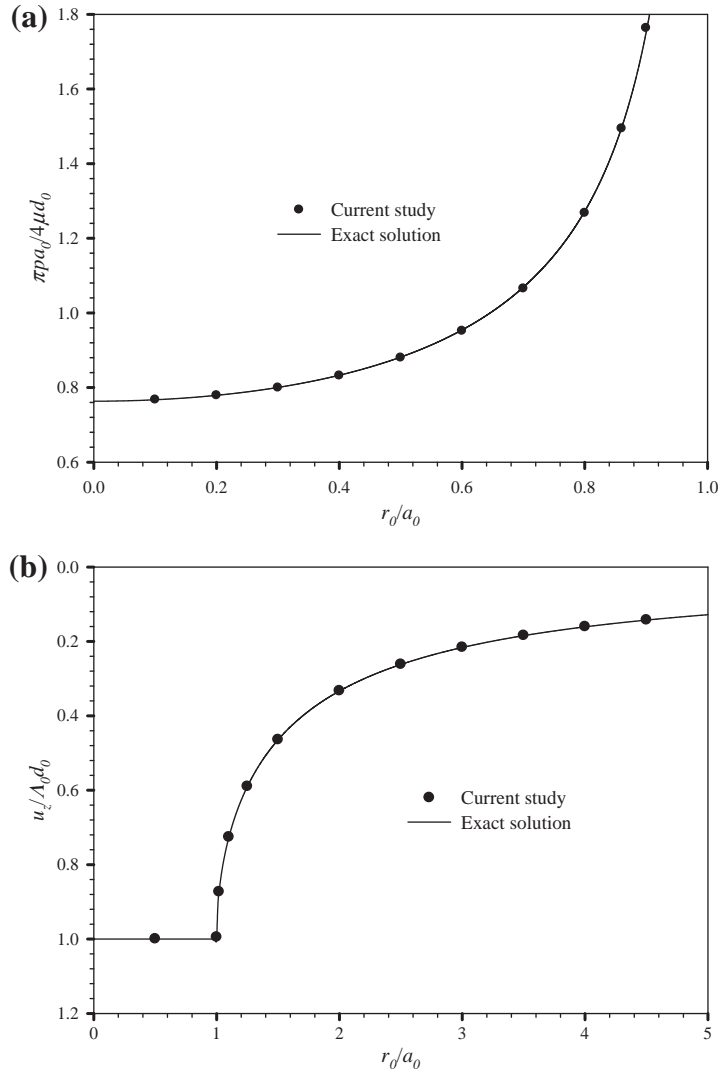 (a)
1.8
1.6
1.4
1.2
1.0
0.8
0.6
πpa₀/4μd₀
Current study
Exact solution
0.0 0.2 0.4 0.6 0.8 1.0
r₀/a₀
(b)
0.0
0.2
0.4
0.6
0.8
1.0
1.2
u_z/Λ₀d₀
Current study
Exact solution
0 1 2 3 4 5
r₀/a₀